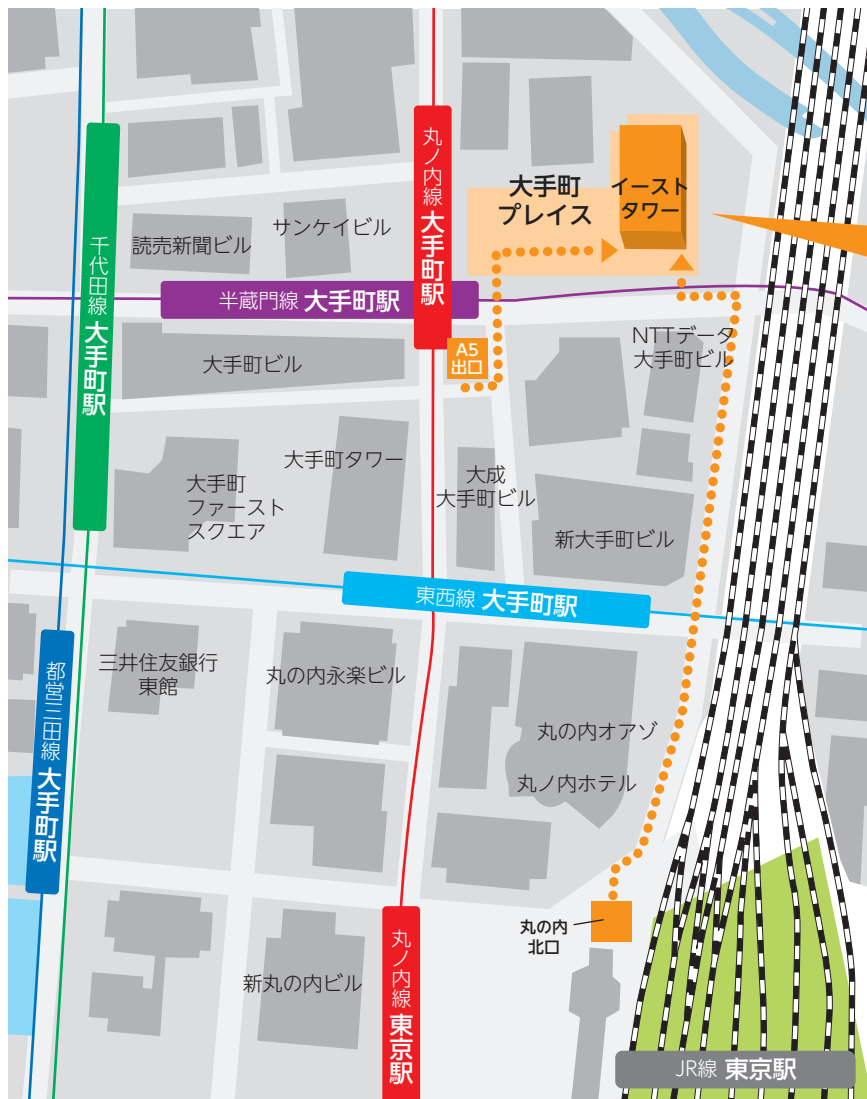 丸ノ内線 大手町駅
大手町
プレイス
イースト
タワー
千代田線 大手町駅
読売新聞ビル
サンケイビル
半蔵門線 大手町駅
A5
出口
NTTデータ
大手町ビル
大手町ビル
大手町タワー
大手町
ファースト
スクエア
大成
大手町ビル
新大手町ビル
東西線 大手町駅
都営三田線 大手町駅
三井住友銀行
東館
丸の内永楽ビル
丸の内オアゾ
丸ノ内ホテル
丸の内
北口
新丸の内ビル
丸ノ内線 東京駅
JR線 東京駅